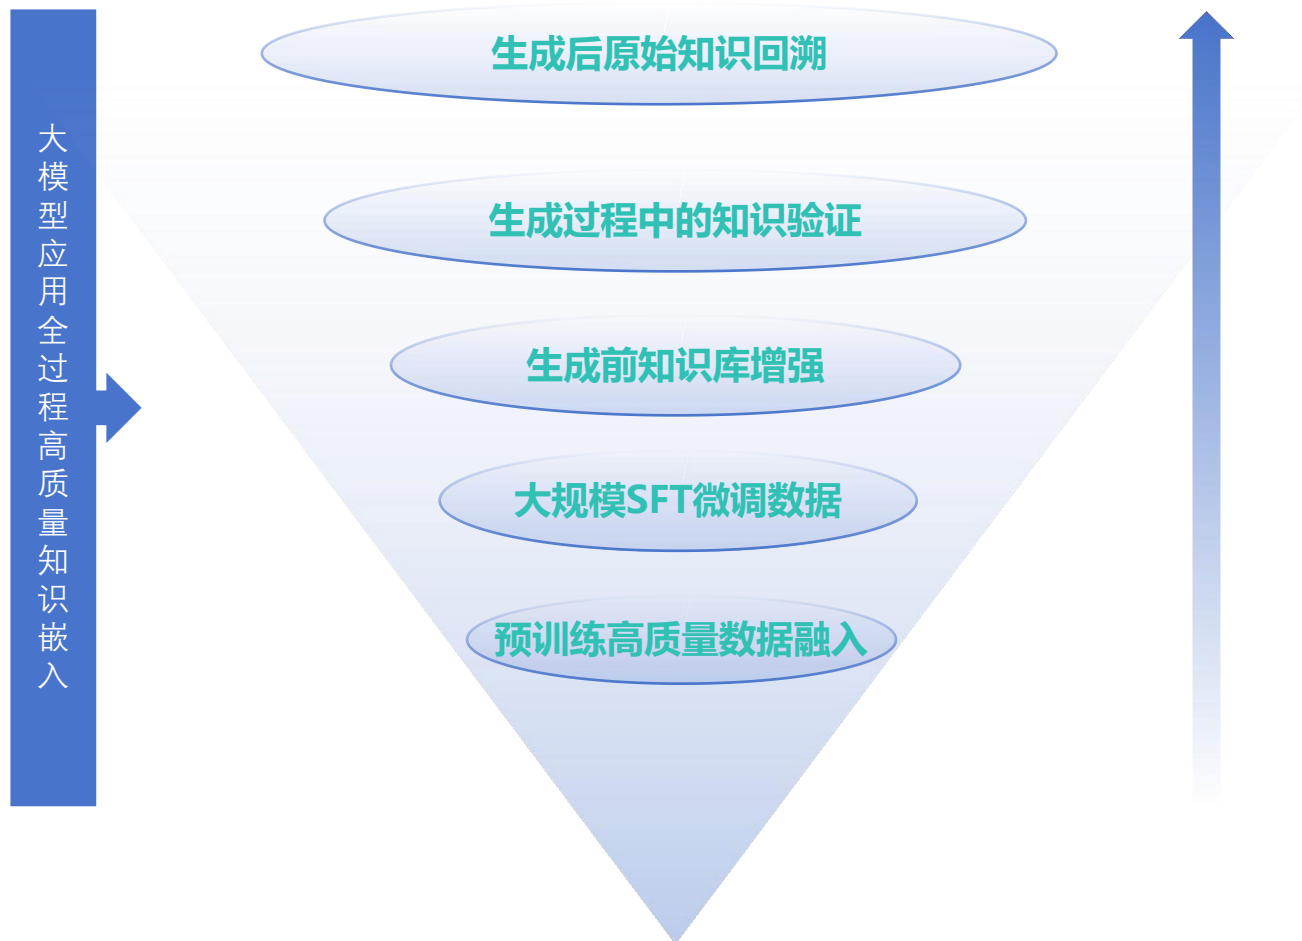 大模型应用全过程高质量知识嵌入
生成后原始知识回溯
生成过程中的知识验证
生成前知识库增强
大规模SFT微调数据
预训练高质量数据融入